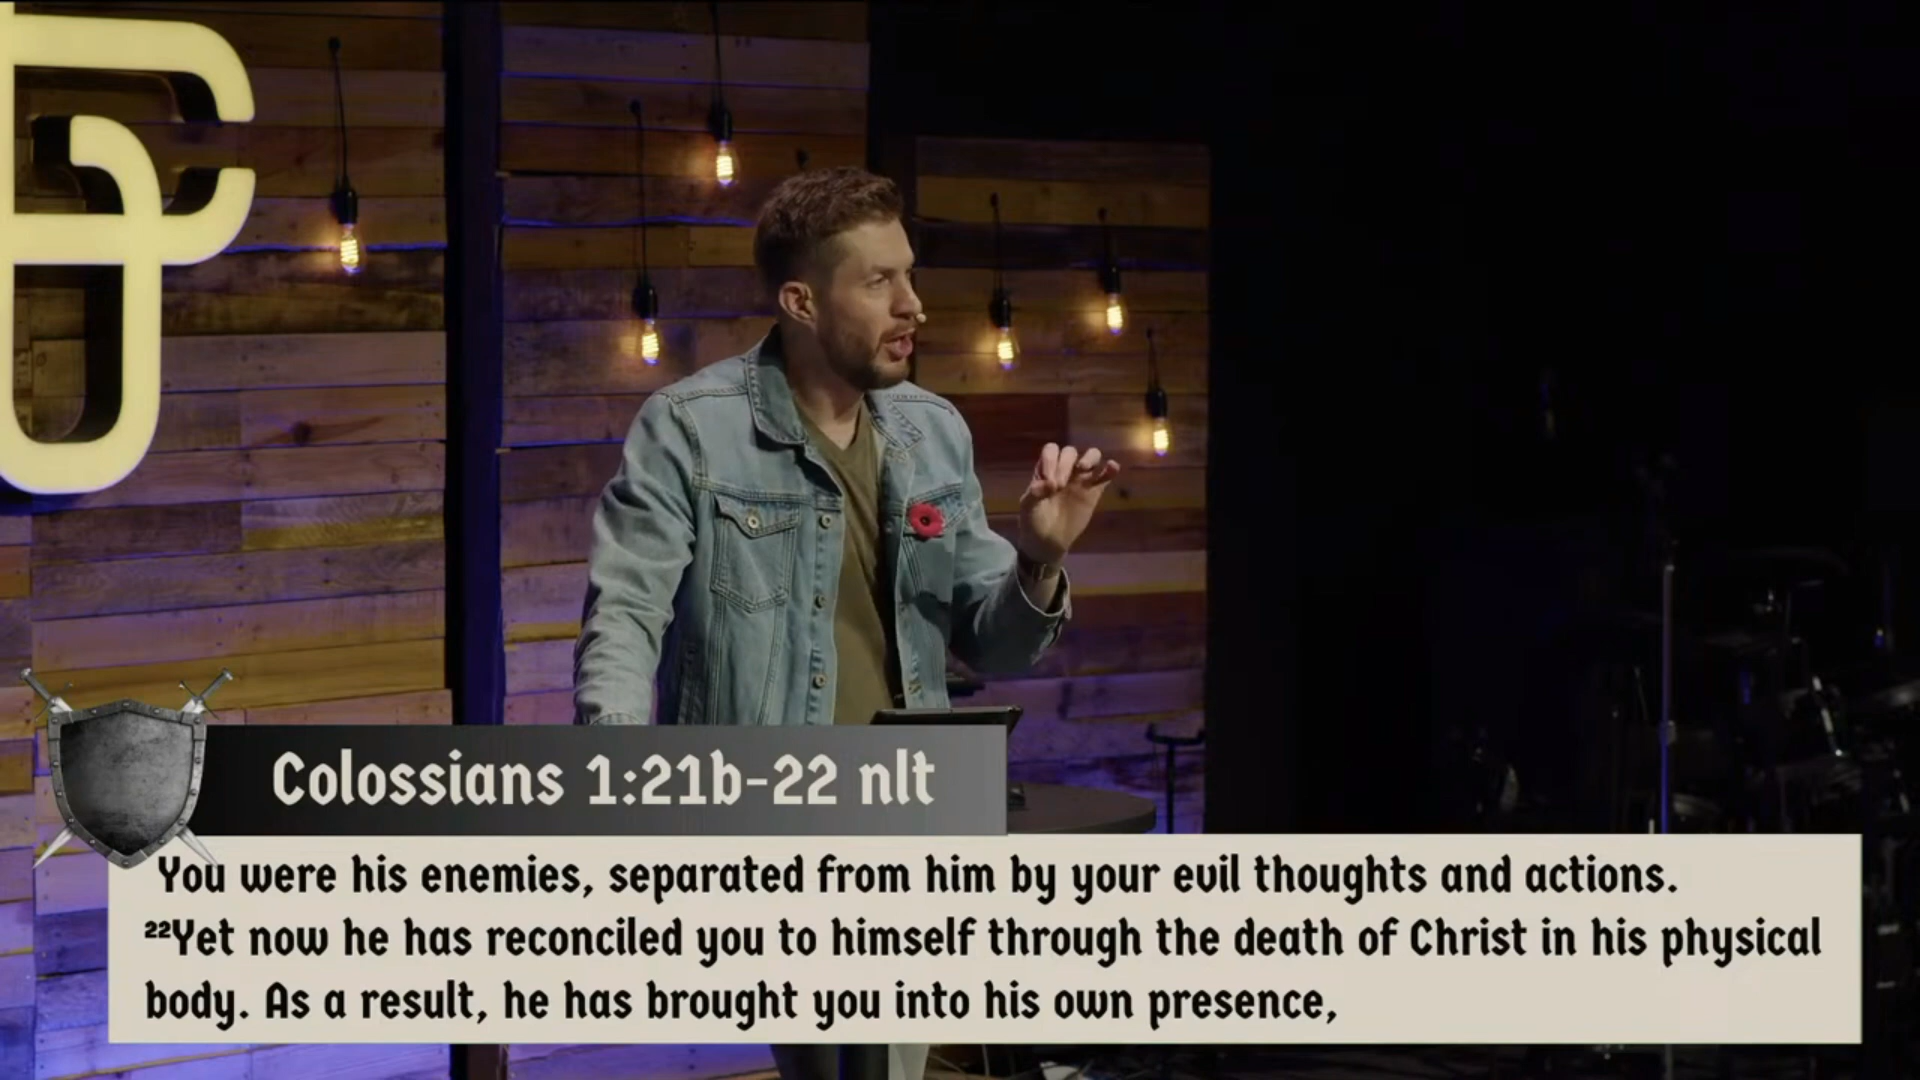 Colossians 1:21b-22 nlt
You were his enemies, separated from him by your evil thoughts and actions.
²²Yet now he has reconciled you to himself through the death of Christ in his physical
body. As a result, he has brought you into his own presence,